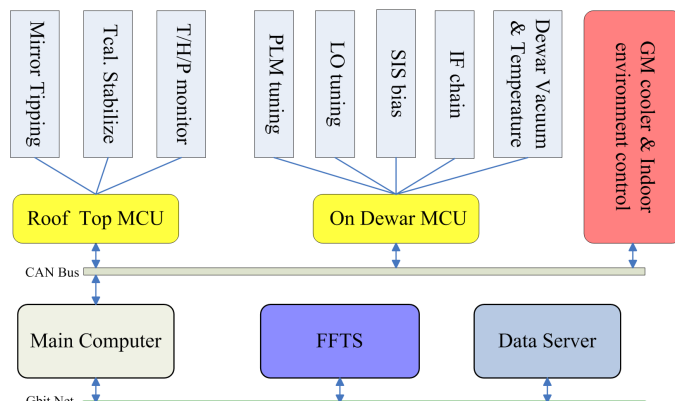 Mirror Tipping
Tcal. Stabilize
T/H/P monitor
PLM tuning
LO tuning
SIS bias
IF chain
Dewar Vacuum
& Temperature
GM cooler & Indoor
environment control
Roof Top MCU
On Dewar MCU
CAN Bus
Main Computer
FFTS
Data Server
Gbit Net